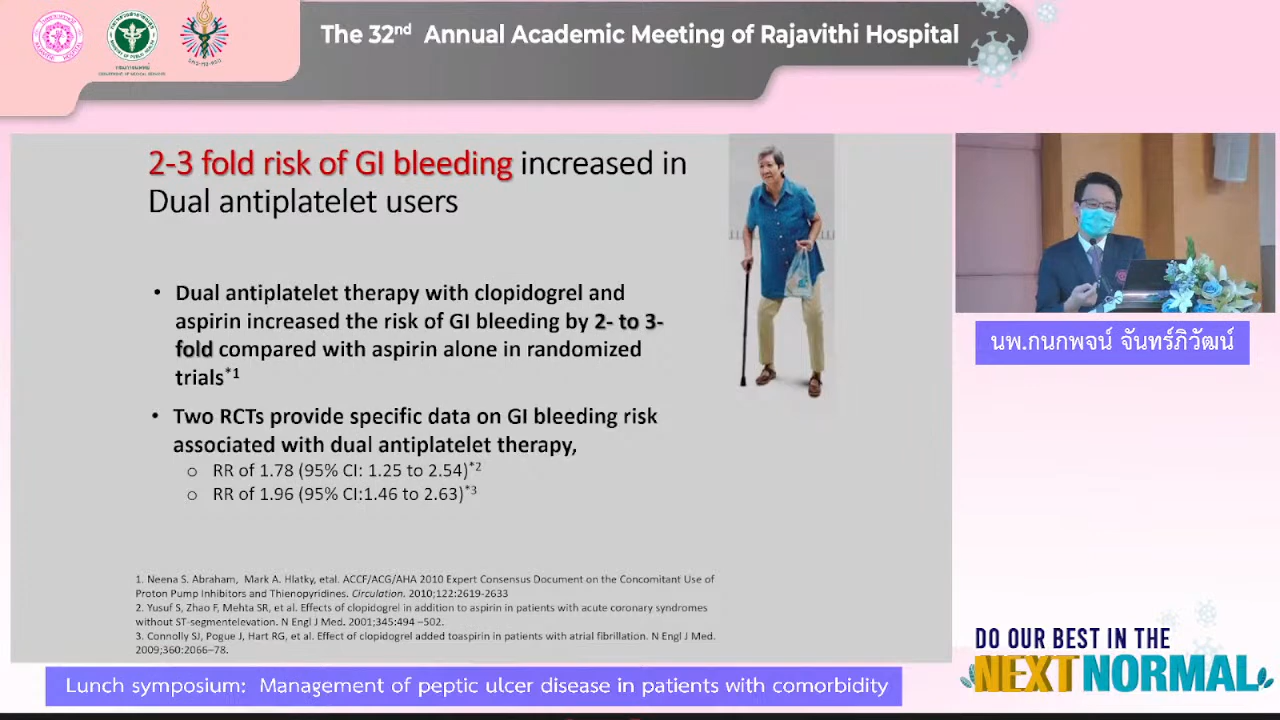 The 32nd Annual Academic Meeting of Rajavithi Hospital
2-3 fold risk of GI bleeding increased in
Dual antiplatelet users
• Dual antiplatelet therapy with clopidogrel and
aspirin increased the risk of GI bleeding by 2- to 3-
fold compared with aspirin alone in randomized
trials*1
• Two RCTs provide specific data on GI bleeding risk
associated with dual antiplatelet therapy,
o RR of 1.78 (95% CI: 1.25 to 2.54)*2
o RR of 1.96 (95% CI:1.46 to 2.63)*3
1. Neena S. Abraham, Mark A. Hlatky, etal. ACCF/ACG/AHA 2010 Expert Consensus Document on the Concomitant Use of
Proton Pump Inhibitors and Thienopyridines. Circulation. 2010;122:2619-2633
2. Yusuf S, Zhao F, Mehta SR, et al. Effects of clopidogrel in addition to aspirin in patients with acute coronary syndromes
without ST-segmentelevation. N Engl J Med. 2001;345:494 –502.
3. Connolly SJ, Pogue J, Hart RG, et al. Effect of clopidogrel added toaspirin in patients with atrial fibrillation. N Engl J Med.
2009;360:2066–78.
นพ.กนกพจน์ จันทร์ภิวัฒน์
DO OUR BEST IN THE
NEXT NORMAL
Lunch symposium: Management of peptic ulcer disease in patients with comorbidity